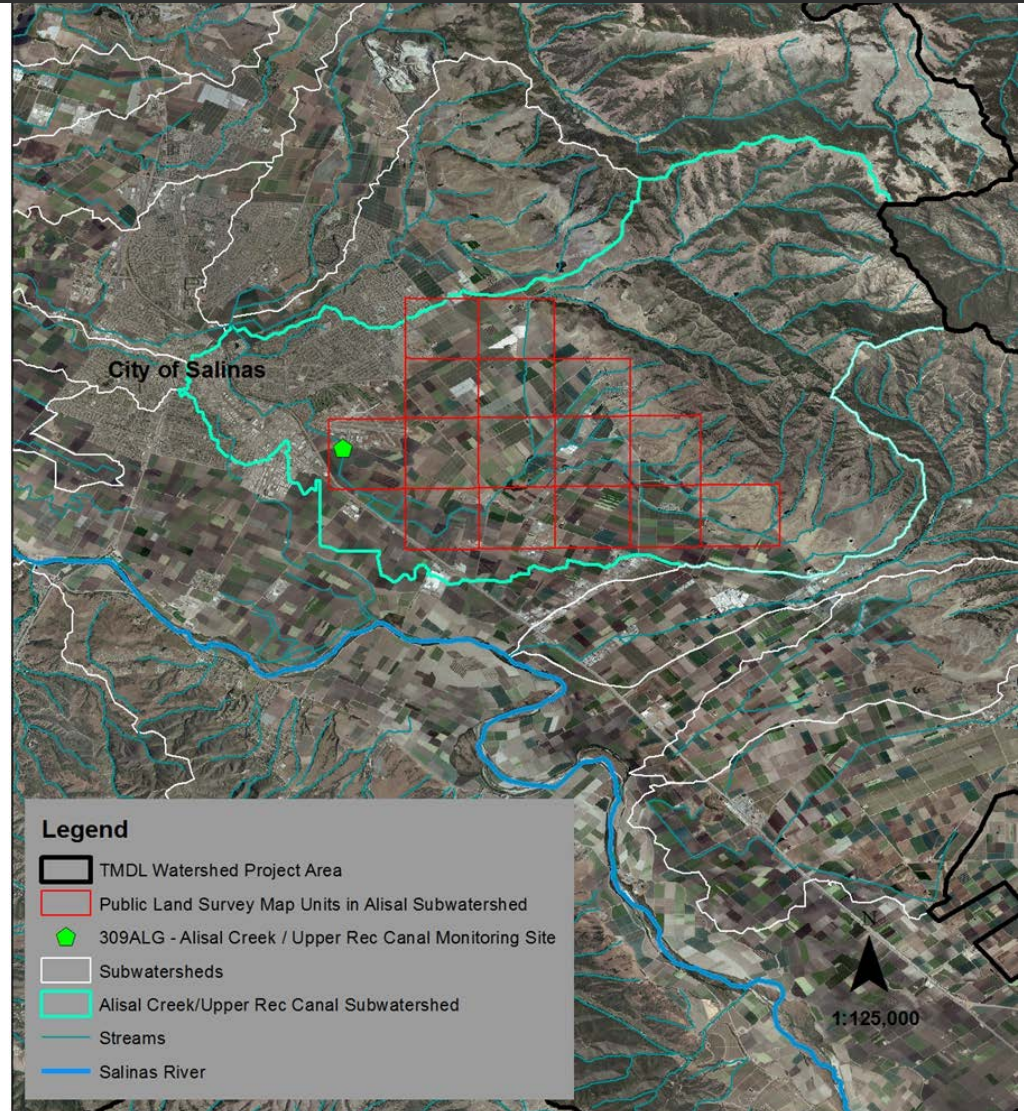 City of Salinas
Legend
TMDL Watershed Project Area
Public Land Survey Map Units in Alisal Subwatershed
309ALG - Alisal Creek / Upper Rec Canal Monitoring Site
Subwatersheds
Alisal Creek/Upper Rec Canal Subwatershed
Streams
Salinas River
N
1:125,000